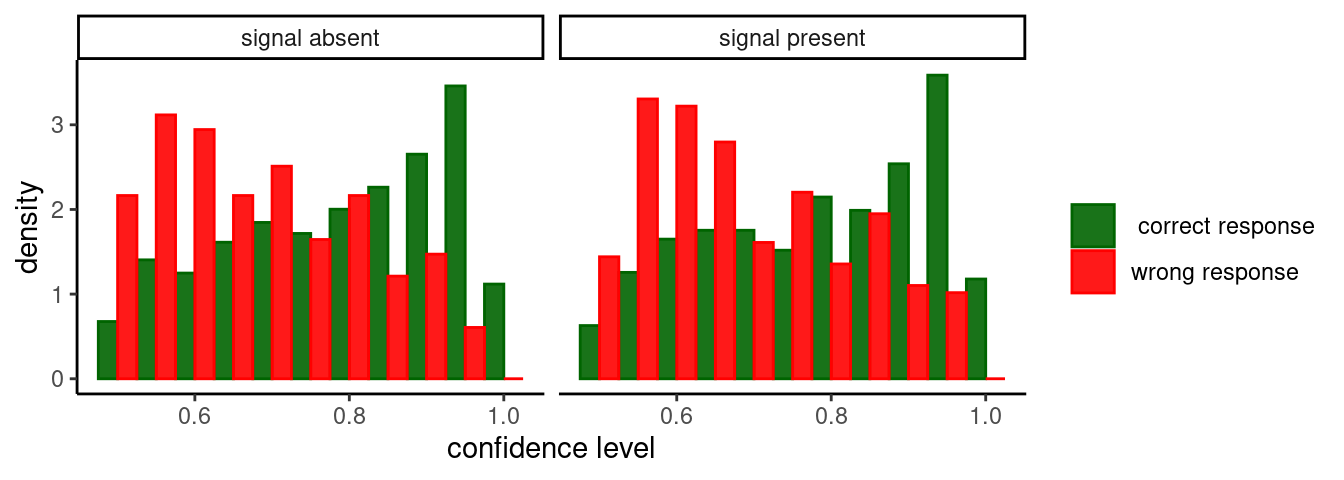 signal absent
signal present
density
3
2
1
0
0.6
0.8
1.0
0.6
0.8
1.0
confidence level
correct response
wrong response